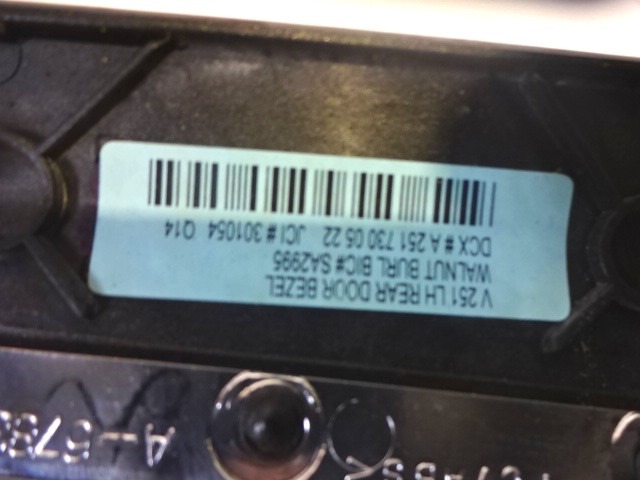 V 251 LH REAR DOOR BEZEL
WALNUT BURL BIC# SA2995
DCX # A 251 730 05 22 JCI # 301054 Q14